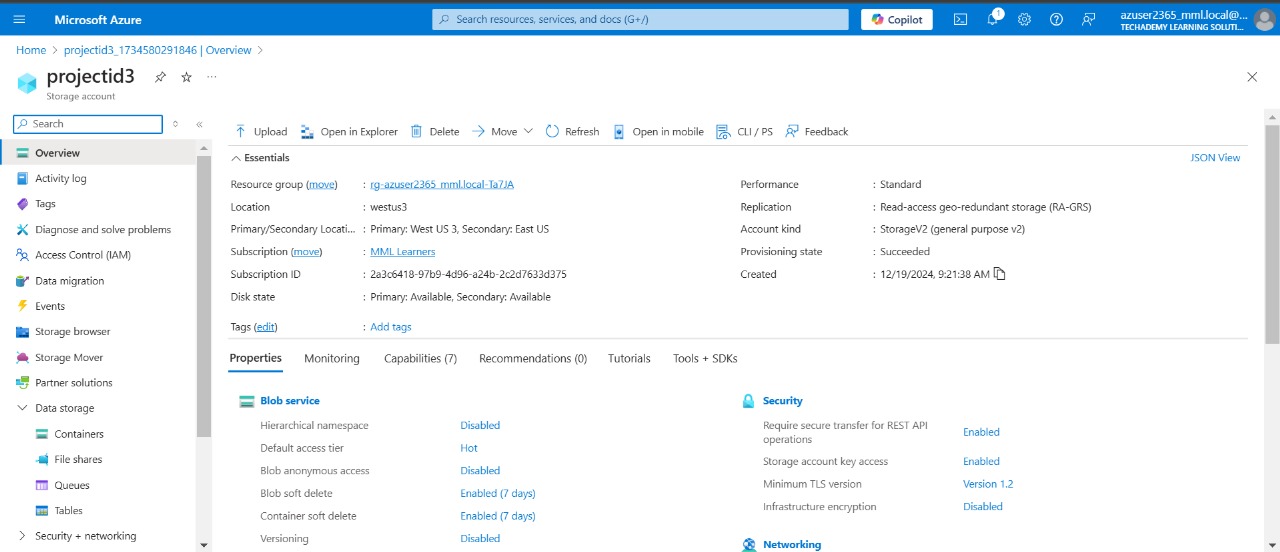 Microsoft Azure
Search resources, services, and docs (G+/)
Copilot
1
azuser2365_mml.local@...
TECHADEMY LEARNING SOLUTI...
Home > projectid3_1734580291846 | Overview >
projectid3
Storage account
Search
Overview
Activity log
Tags
Diagnose and solve problems
Access Control (IAM)
Data migration
Events
Storage browser
Storage Mover
Partner solutions
Data storage
Containers
File shares
Queues
Tables
Security + networking
Upload Open in Explorer Delete Move Refresh Open in mobile CLI / PS Feedback
Essentials
JSON View
Resource group (move) : rg-azuser2365_mml.local-Ta7JA
Location : westus3
Primary/Secondary Locati... : Primary: West US 3, Secondary: East US
Subscription (move) : MML Learners
Subscription ID : 2a3c6418-97b9-4d96-a24b-2c2d7633d375
Disk state : Primary: Available, Secondary: Available
Tags (edit) : Add tags
Performance : Standard
Replication : Read-access geo-redundant storage (RA-GRS)
Account kind : StorageV2 (general purpose v2)
Provisioning state : Succeeded
Created : 12/19/2024, 9:21:38 AM
Properties Monitoring Capabilities (7) Recommendations (0) Tutorials Tools + SDKs
Blob service
Hierarchical namespace Disabled
Default access tier Hot
Blob anonymous access Disabled
Blob soft delete Enabled (7 days)
Container soft delete Enabled (7 days)
Versioning Disabled
Security
Require secure transfer for REST API
operations Enabled
Storage account key access Enabled
Minimum TLS version Version 1.2
Infrastructure encryption Disabled
Networking